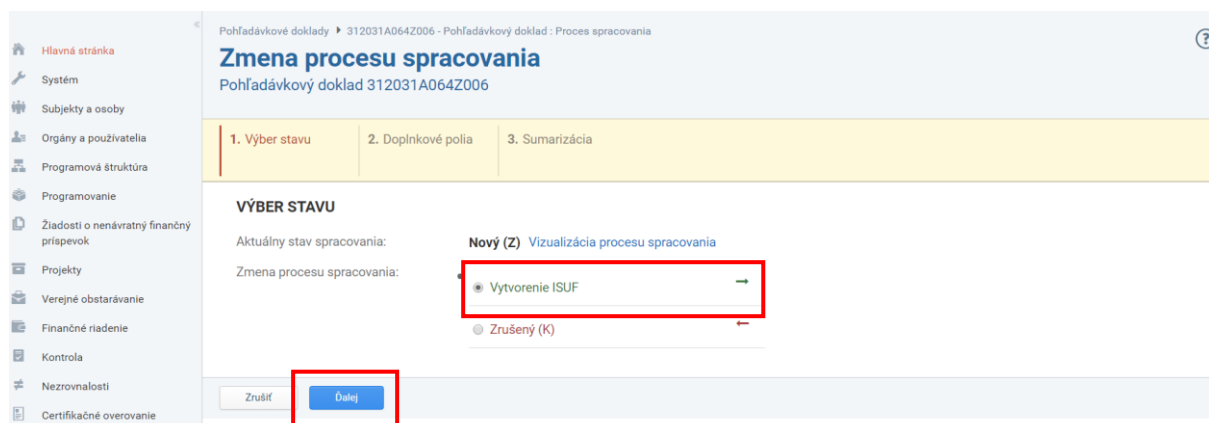 Hlavná stránka
Systém
Subjekty a osoby
Orgány a používatelia
Programová štruktúra
Programovanie
Žiadosti o nenávratný finančný
príspevok
Projekty
Verejné obstarávanie
Finančné riadenie
Kontrola
Nezrovnalosti
Certifikačné overovanie
Pohľadávkové doklady 312031A064Z006 - Pohľadávkový doklad : Proces spracovania
Zmena procesu spracovania
Pohľadávkový doklad 312031A064Z006
1. Výber stavu 2. Doplnkové polia 3. Sumarizácia
VÝBER STAVU
Aktuálny stav spracovania: Nový (Z) Vizualizácia procesu spracovania
Zmena procesu spracovania:
Vytvorenie ISUF
Zrušený (K)
Zrušiť Ďalej